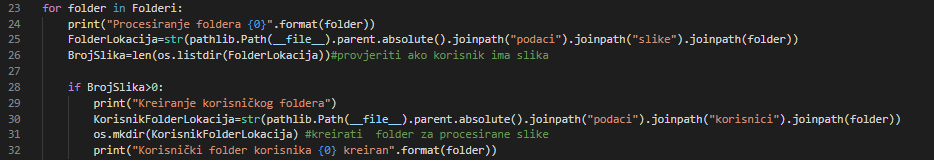 23 for folder in Folderi:
24     print("Procesiranje foldera {0}".format(folder))
25     FolderLokacija=str(pathlib.Path(__file__).parent.absolute().joinpath("podaci").joinpath("slike").joinpath(folder))
26     BrojSlika=len(os.listdir(FolderLokacija))#provjeriti ako korisnik ima slika
27
28     if BrojSlika>0:
29         print("Kreiranje korisničkog foldera")
30         KorisnikFolderLokacija=str(pathlib.Path(__file__).parent.absolute().joinpath("podaci").joinpath("korisnici").joinpath(folder))
31         os.mkdir(KorisnikFolderLokacija) #kreirati  folder za procesirane slike
32         print("Korisnički folder korisnika {0} kreiran".format(folder))